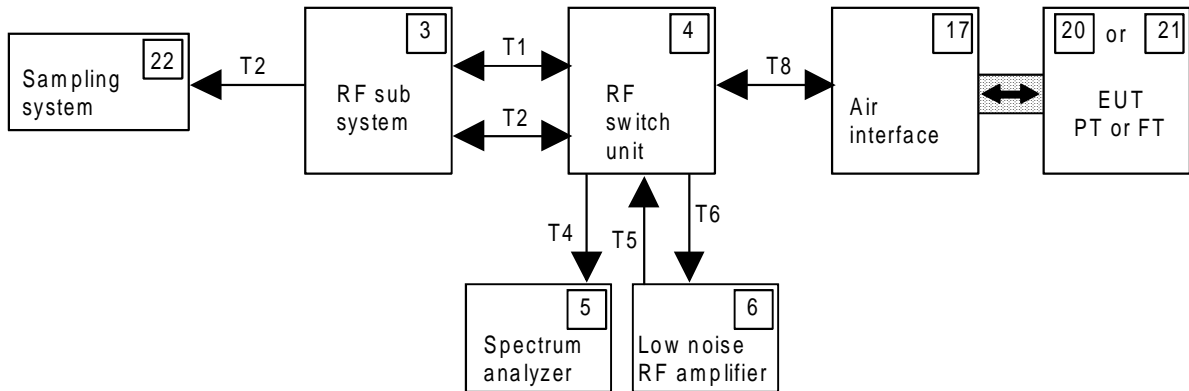 22
Sampling
system
T2
3
RF sub
system
T1
T2
4
RF
switch
unit
T8
17
Air
interface
20 or 21
EUT
PT or FT
T4
T5
T6
5
Spectrum
analyzer
6
Low noise
RF amplifier